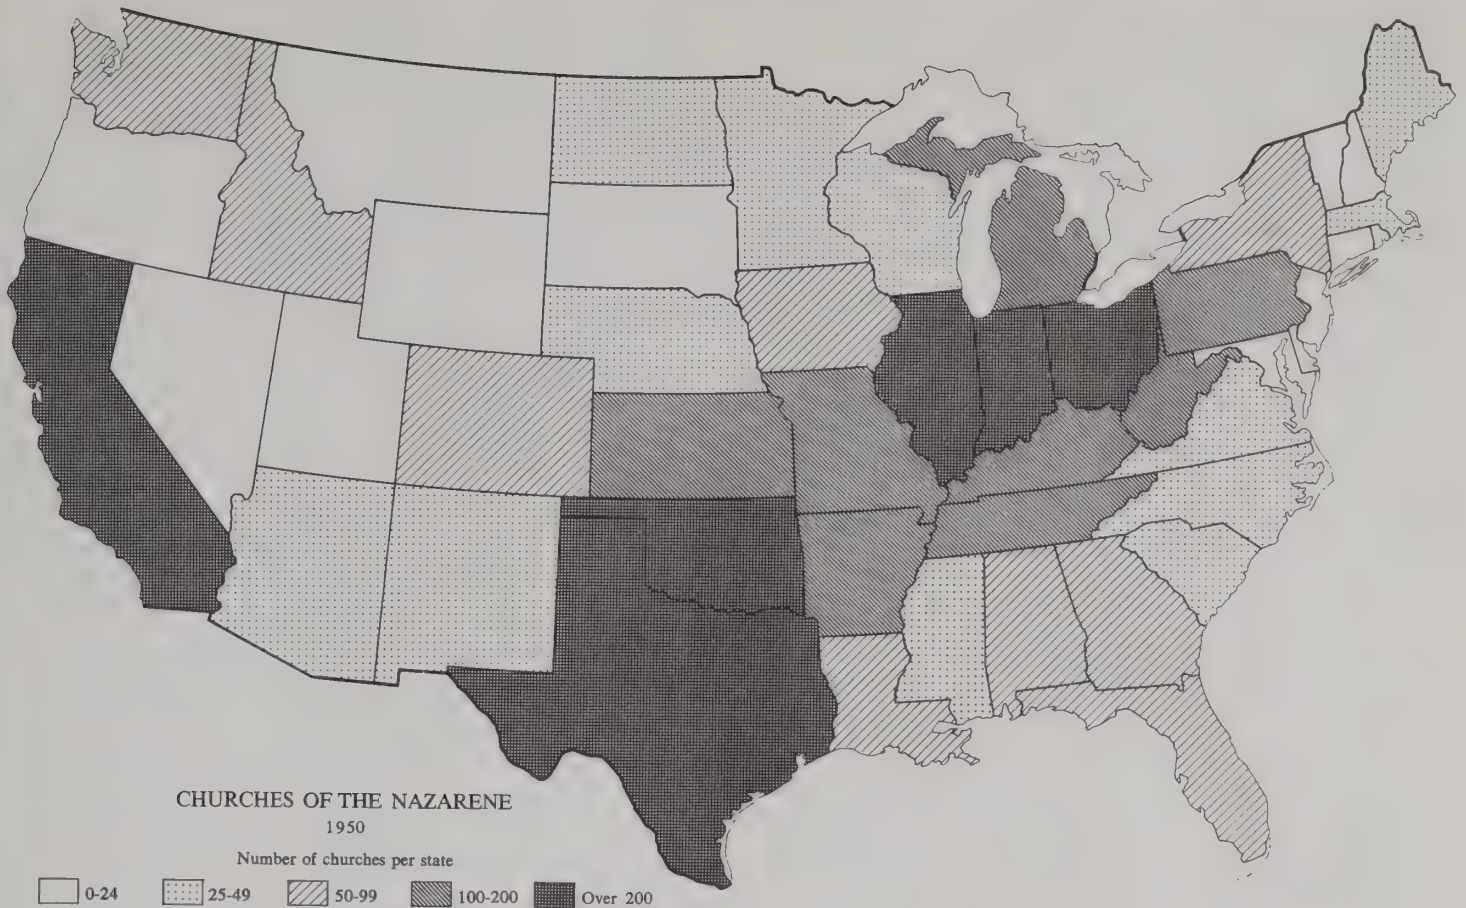 CHURCHES OF THE NAZARENE
1950
Number of churches per state
0-24 25-49 50-99 100-200 Over 200